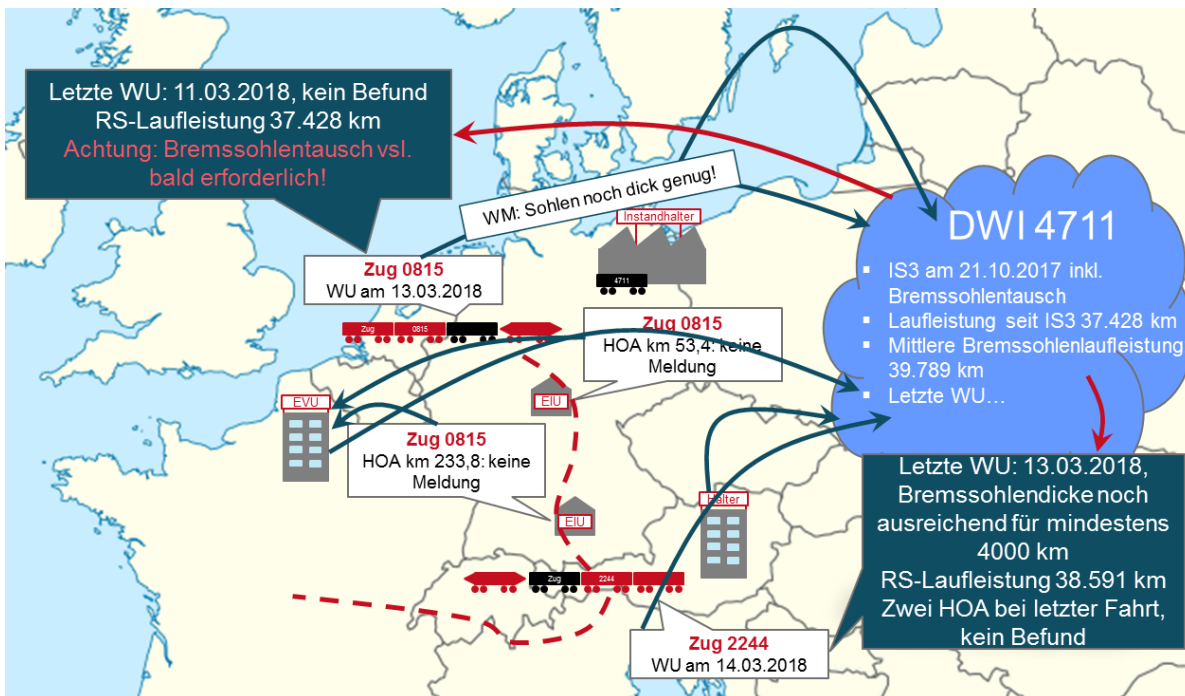 Letzte WU: 11.03.2018, kein Befund
RS-Laufleistung 37.428 km
Achtung: Bremssohlentausch vsl.
bald erforderlich!
WM: Sohlen noch dick genug!
Instandhalter
4711
DWI 4711
▪ IS3 am 21.10.2017 inkl.
Bremssohlentausch
▪ Laufleistung seit IS3 37.428 km
▪ Mittlere Bremssohlenlaufleistung
39.789 km
▪ Letzte WU…
Zug 0815
WU am 13.03.2018
Zug
0815
Zug 0815
HOA km 53,4: keine
Meldung
EIU
EVU
Zug 0815
HOA km 233,8: keine
Meldung
EIU
Halter
Letzte WU: 13.03.2018,
Bremssohlendicke noch
ausreichend für mindestens
4000 km
RS-Laufleistung 38.591 km
Zwei HOA bei letzter Fahrt,
kein Befund
Zug
2244
Zug 2244
WU am 14.03.2018